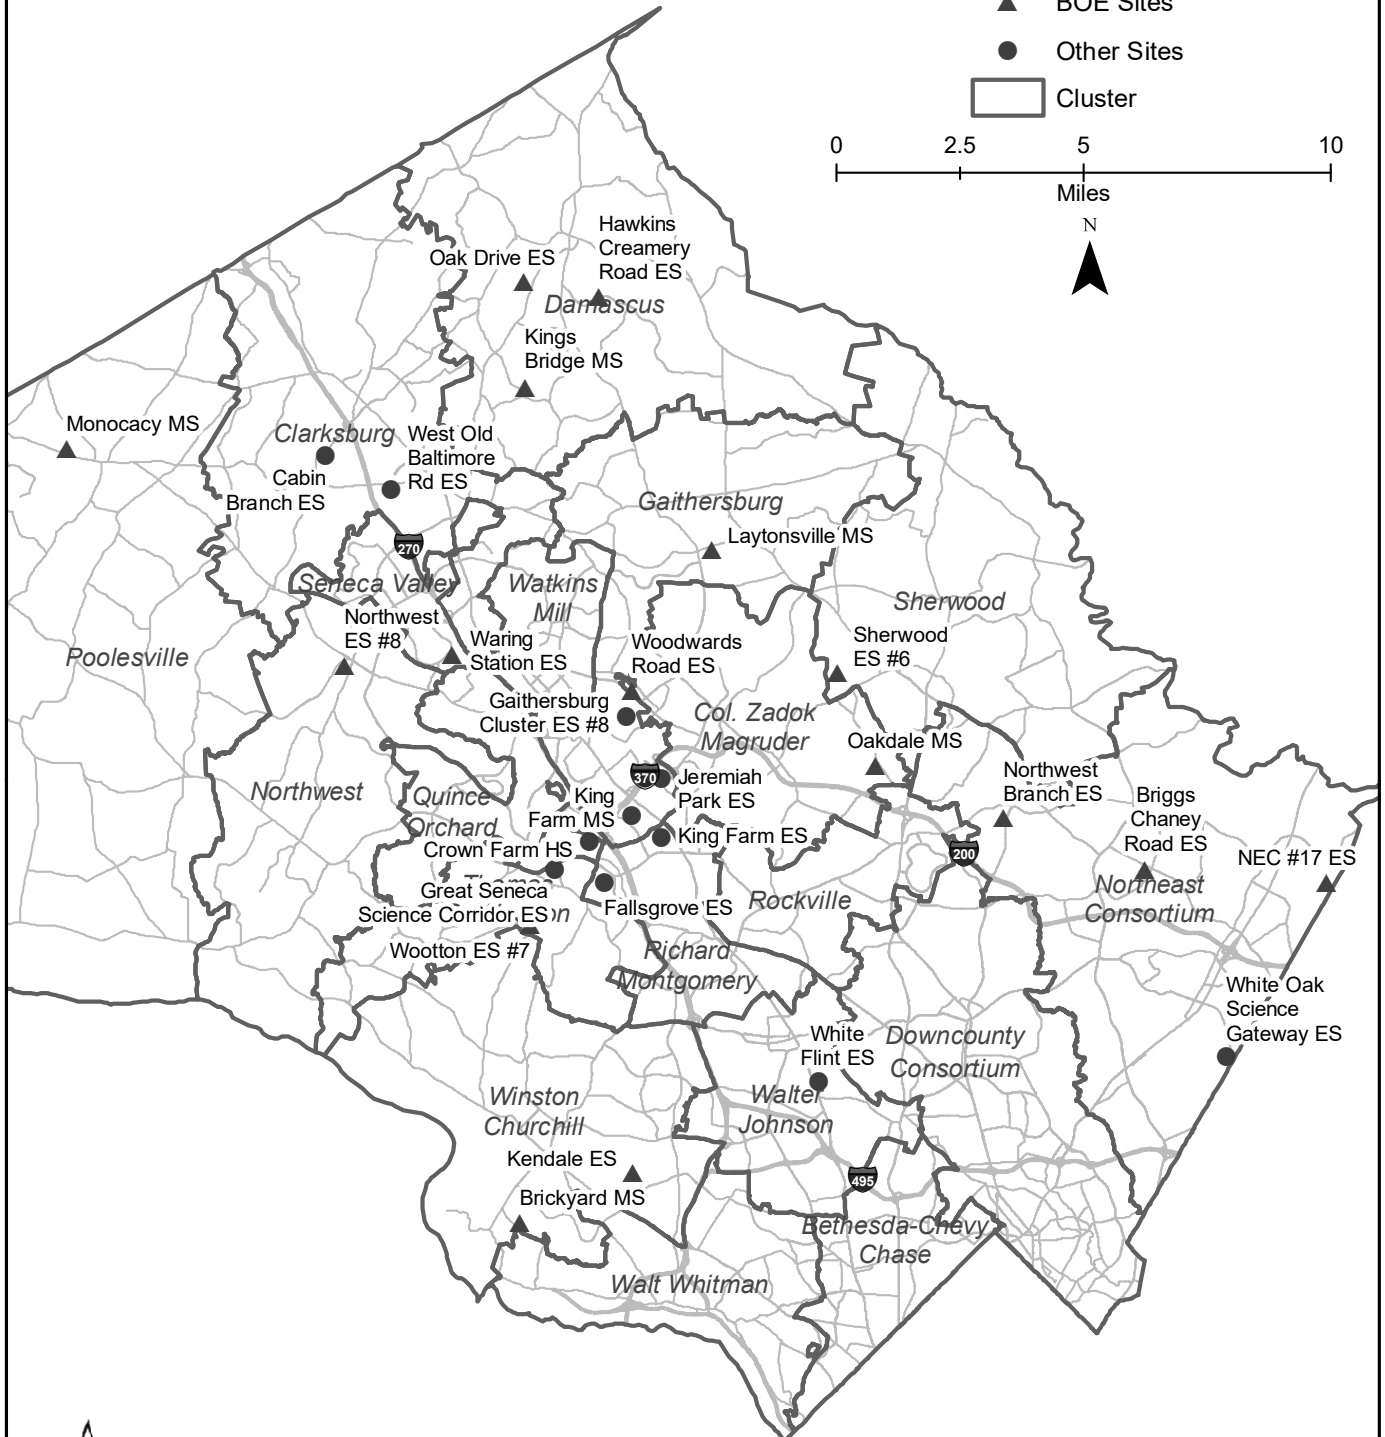 BOE Sites
Other Sites
Cluster
0 2.5 5 10
Miles
N
Hawkins
Creamery
Road ES
Oak Drive ES
Damascus
Kings
Bridge MS
Monocacy MS
Clarksburg
West Old
Baltimore
Rd ES
Cabin
Branch ES
Gaithersburg
Laytonsville MS
270
Seneca Valley
Watkins
Mill
Sherwood
Northwest
ES #8
Waring
Station ES
Woodwards
Road ES
Sherwood
ES #6
Poolesville
Gaithersburg
Cluster ES #8
Col. Zadok
Magruder
Oakdale MS
Northwest
Branch ES
370
Jeremiah
Park ES
Northwest
Quince
Orchard
King
Farm MS
King Farm ES
Briggs
Chaney
Road ES
Crown Farm HS
200
NEC #17 ES
Great Seneca
Science Corridor ES
Fallsgrove ES
Rockville
Northeast
Consortium
Wootton ES #7
Richard
Montgomery
White Oak
Science
Gateway ES
White
Flint ES
Downcounty
Consortium
Winston
Churchill
Walter
Johnson
Kendale ES
495
Brickyard MS
Bethesda-Chevy
Chase
Walt Whitman